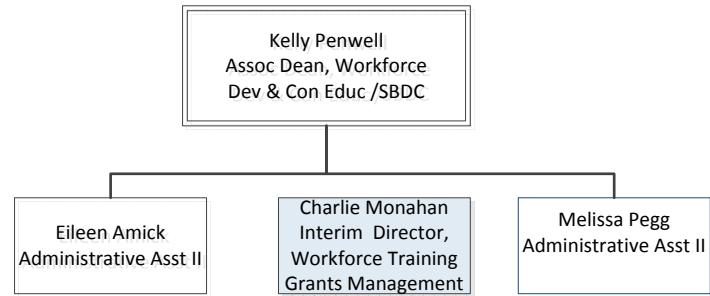 Kelly Penwell
Assoc Dean, Workforce
Dev & Con Educ /SBDC
Eileen Amick
Administrative Asst II
Charlie Monahan
Interim Director,
Workforce Training
Grants Management
Melissa Pegg
Administrative Asst II